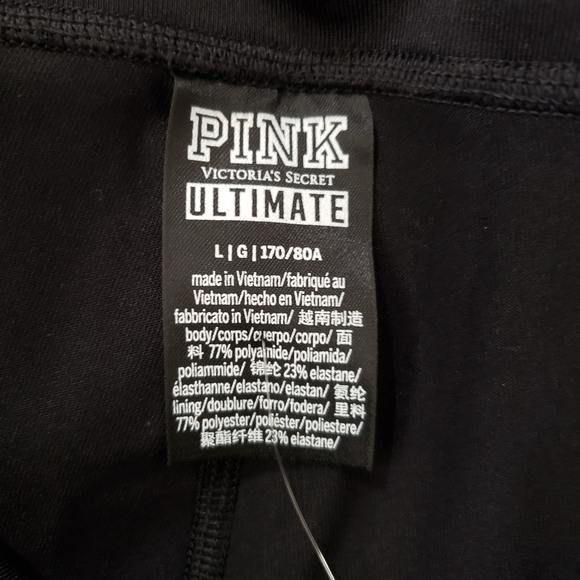 PINK
VICTORIA'S SECRET
ULTIMATE
L | G | 170/80A
made in Vietnam/fabriqué au
Vietnam/hecho en Vietnam/
fabbricato in Vietnam/ 越南制造
body/corps/cuerpo/corpo/ 面
料 77% polyamide/poliamida/
poliammide/ 锦纶 23% elastane/
élasthanne/elastano/elastan/ 氨纶
lining/doublure/forro/fodera/ 里料
77% polyester/poliéster/poliestere/
聚酯纤维 23% elastane/